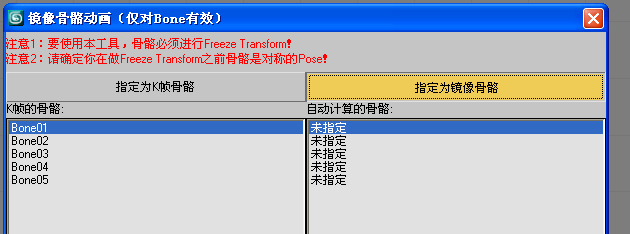 镜像骨骼动画（仅对Bone有效）
注意1：要使用本工具，骨骼必须进行Freeze Transform!
注意2：请确定你在做Freeze Transform之前骨骼是对称的Pose!
指定为K帧骨骼 指定为镜像骨骼
K帧的骨骼: 自动计算的骨骼:
Bone01 未指定
Bone02 未指定
Bone03 未指定
Bone04 未指定
Bone05 未指定